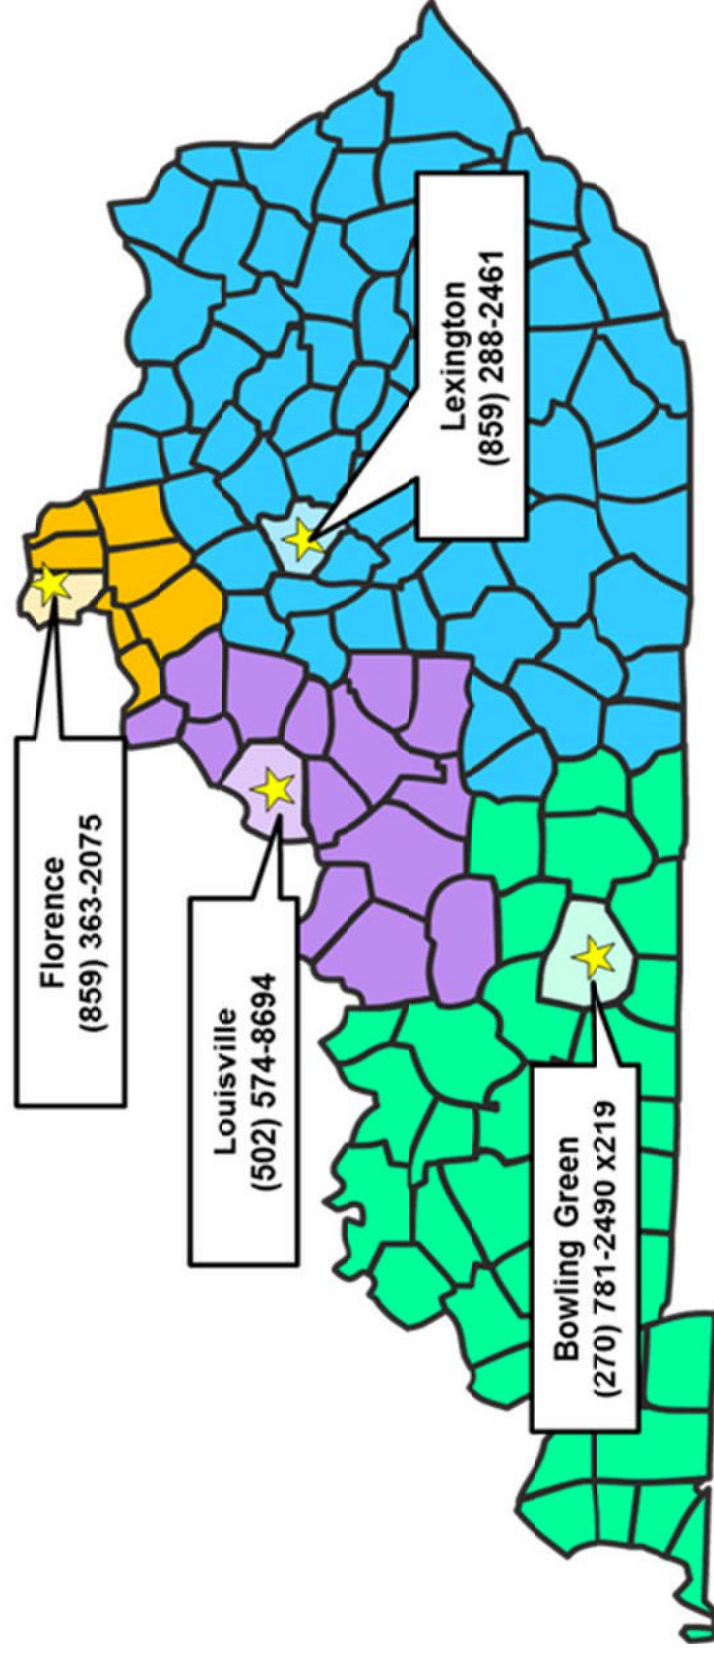 Florence
(859) 363-2075
Louisville
(502) 574-8694
Lexington
(859) 288-2461
Bowling Green
(270) 781-2490 x219